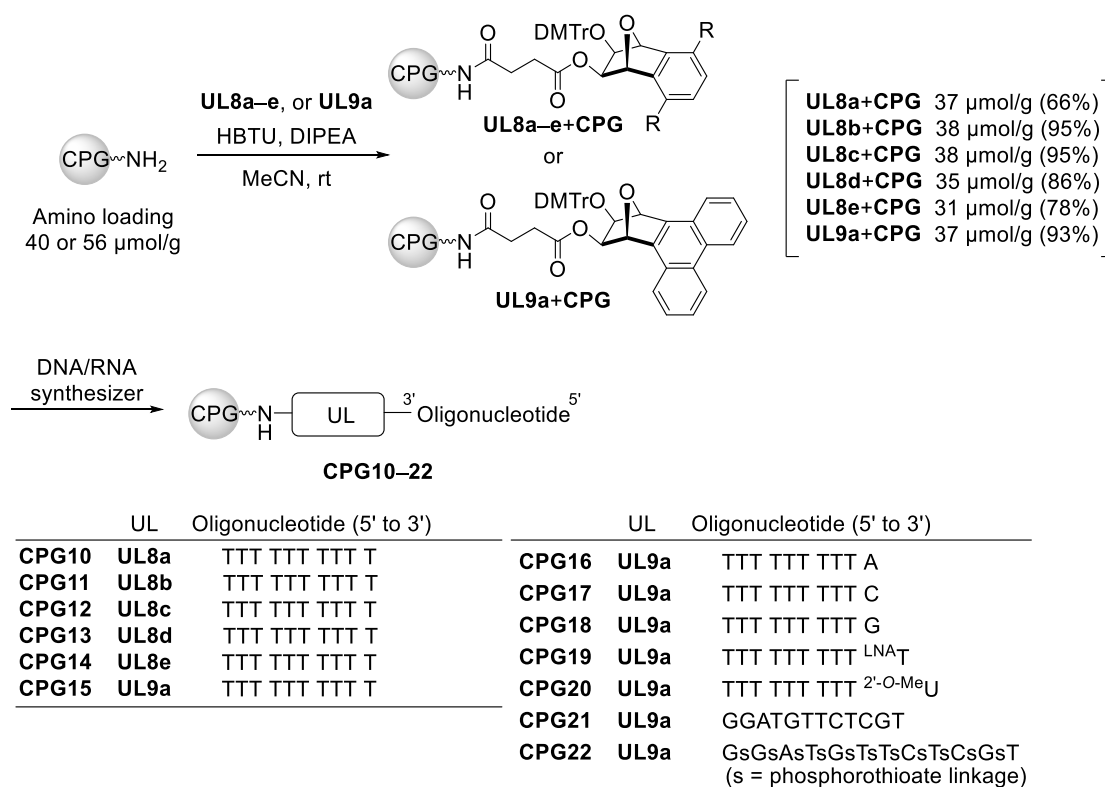 CPG NH2
Amino loading
40 or 56 μmol/g
UL8a–e, or UL9a
HBTU, DIPEA
MeCN, rt
CPG N H O O O DMTrO O R R
UL8a–e+CPG
or
CPG N H O O O DMTrO O
UL9a+CPG
UL8a+CPG 37 μmol/g (66%)
UL8b+CPG 38 μmol/g (95%)
UL8c+CPG 38 μmol/g (95%)
UL8d+CPG 35 μmol/g (86%)
UL8e+CPG 31 μmol/g (78%)
UL9a+CPG 37 μmol/g (93%)
DNA/RNA
synthesizer
CPG N H UL 3' Oligonucleotide 5'
CPG10–22
UL Oligonucleotide (5' to 3')
CPG10 UL8a TTT TTT TTT T
CPG11 UL8b TTT TTT TTT T
CPG12 UL8c TTT TTT TTT T
CPG13 UL8d TTT TTT TTT T
CPG14 UL8e TTT TTT TTT T
CPG15 UL9a TTT TTT TTT T
UL Oligonucleotide (5' to 3')
CPG16 UL9a TTT TTT TTT A
CPG17 UL9a TTT TTT TTT C
CPG18 UL9a TTT TTT TTT G
CPG19 UL9a TTT TTT TTT LNAT
CPG20 UL9a TTT TTT TTT 2'-O-MeU
CPG21 UL9a GGATGTTCTCGT
CPG22 UL9a GsGsAsTsGsTsTsCsTsCsGsT
(s = phosphorothioate linkage)